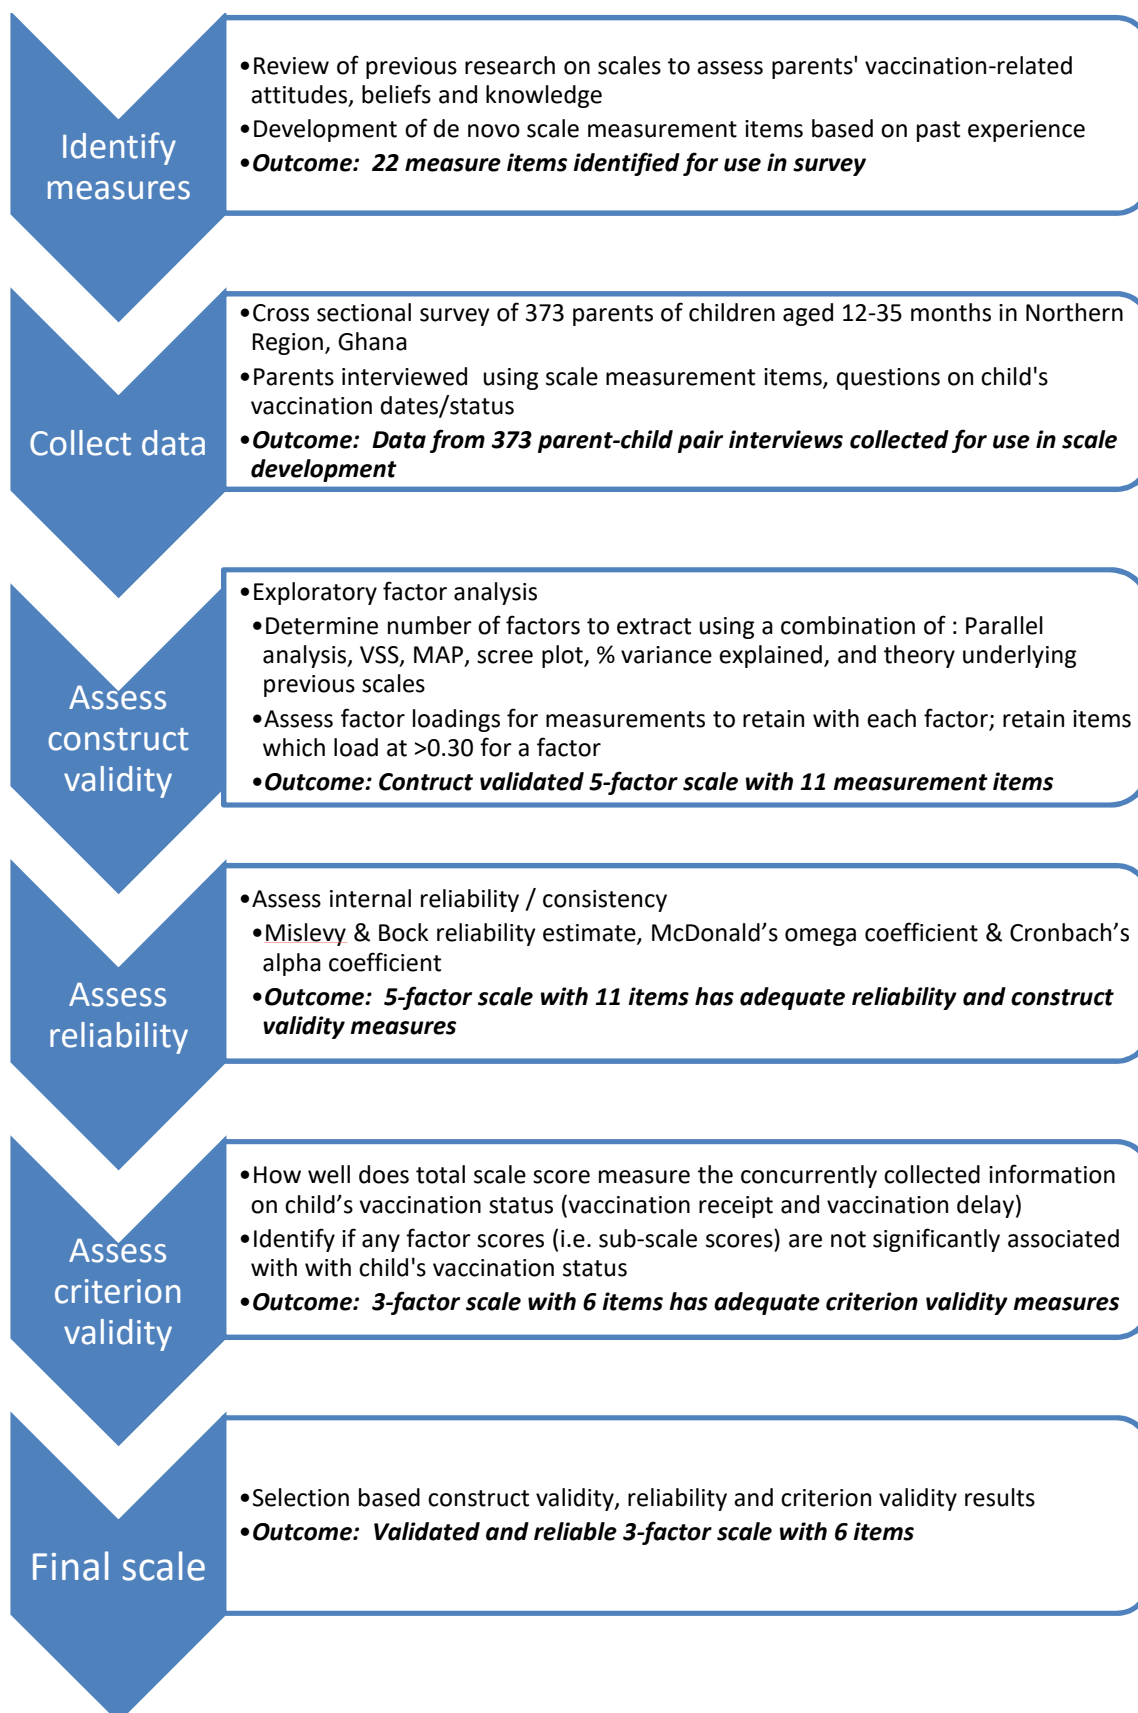 Identify
measures
•Review of previous research on scales to assess parents' vaccination-related
attitudes, beliefs and knowledge
•Development of de novo scale measurement items based on past experience
•Outcome:  22 measure items identified for use in survey
Collect data
•Cross sectional survey of 373 parents of children aged 12-35 months in Northern
Region, Ghana
•Parents interviewed  using scale measurement items, questions on child's
vaccination dates/status
•Outcome:  Data from 373 parent-child pair interviews collected for use in scale
development
Assess
construct
validity
•Exploratory factor analysis
•Determine number of factors to extract using a combination of : Parallel
analysis, VSS, MAP, scree plot, % variance explained, and theory underlying
previous scales
•Assess factor loadings for measurements to retain with each factor; retain items
which load at >0.30 for a factor
•Outcome: Contruct validated 5-factor scale with 11 measurement items
Assess
reliability
•Assess internal reliability / consistency
•Mislevy & Bock reliability estimate, McDonald’s omega coefficient & Cronbach’s
alpha coefficient
•Outcome:  5-factor scale with 11 items has adequate reliability and construct
validity measures
Assess
criterion
validity
•How well does total scale score measure the concurrently collected information
on child’s vaccination status (vaccination receipt and vaccination delay)
•Identify if any factor scores (i.e. sub-scale scores) are not significantly associated
with with child's vaccination status
•Outcome:  3-factor scale with 6 items has adequate criterion validity measures
Final scale
•Selection based construct validity, reliability and criterion validity results
•Outcome:  Validated and reliable 3-factor scale with 6 items